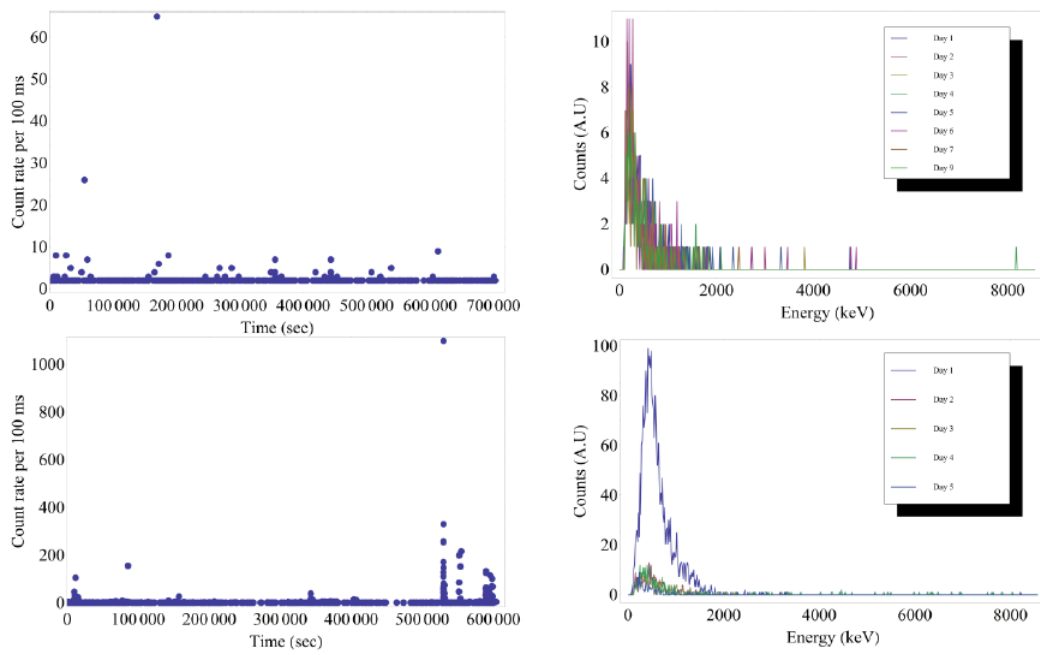 Count rate per 100 ms
60
50
40
30
20
10
0
0
100 000
200 000
300 000
400 000
500 000
600 000
700 000
Time (sec)
Counts (A.U)
10
8
6
4
2
0
0
2000
4000
6000
8000
Energy (keV)
Day 1
Day 2
Day 3
Day 4
Day 5
Day 6
Day 7
Day 9
Count rate per 100 ms
1000
800
600
400
200
0
0
100 000
200 000
300 000
400 000
500 000
600 000
Time (sec)
Counts (A.U)
100
80
60
40
20
0
0
2000
4000
6000
8000
Energy (keV)
Day 1
Day 2
Day 3
Day 4
Day 5